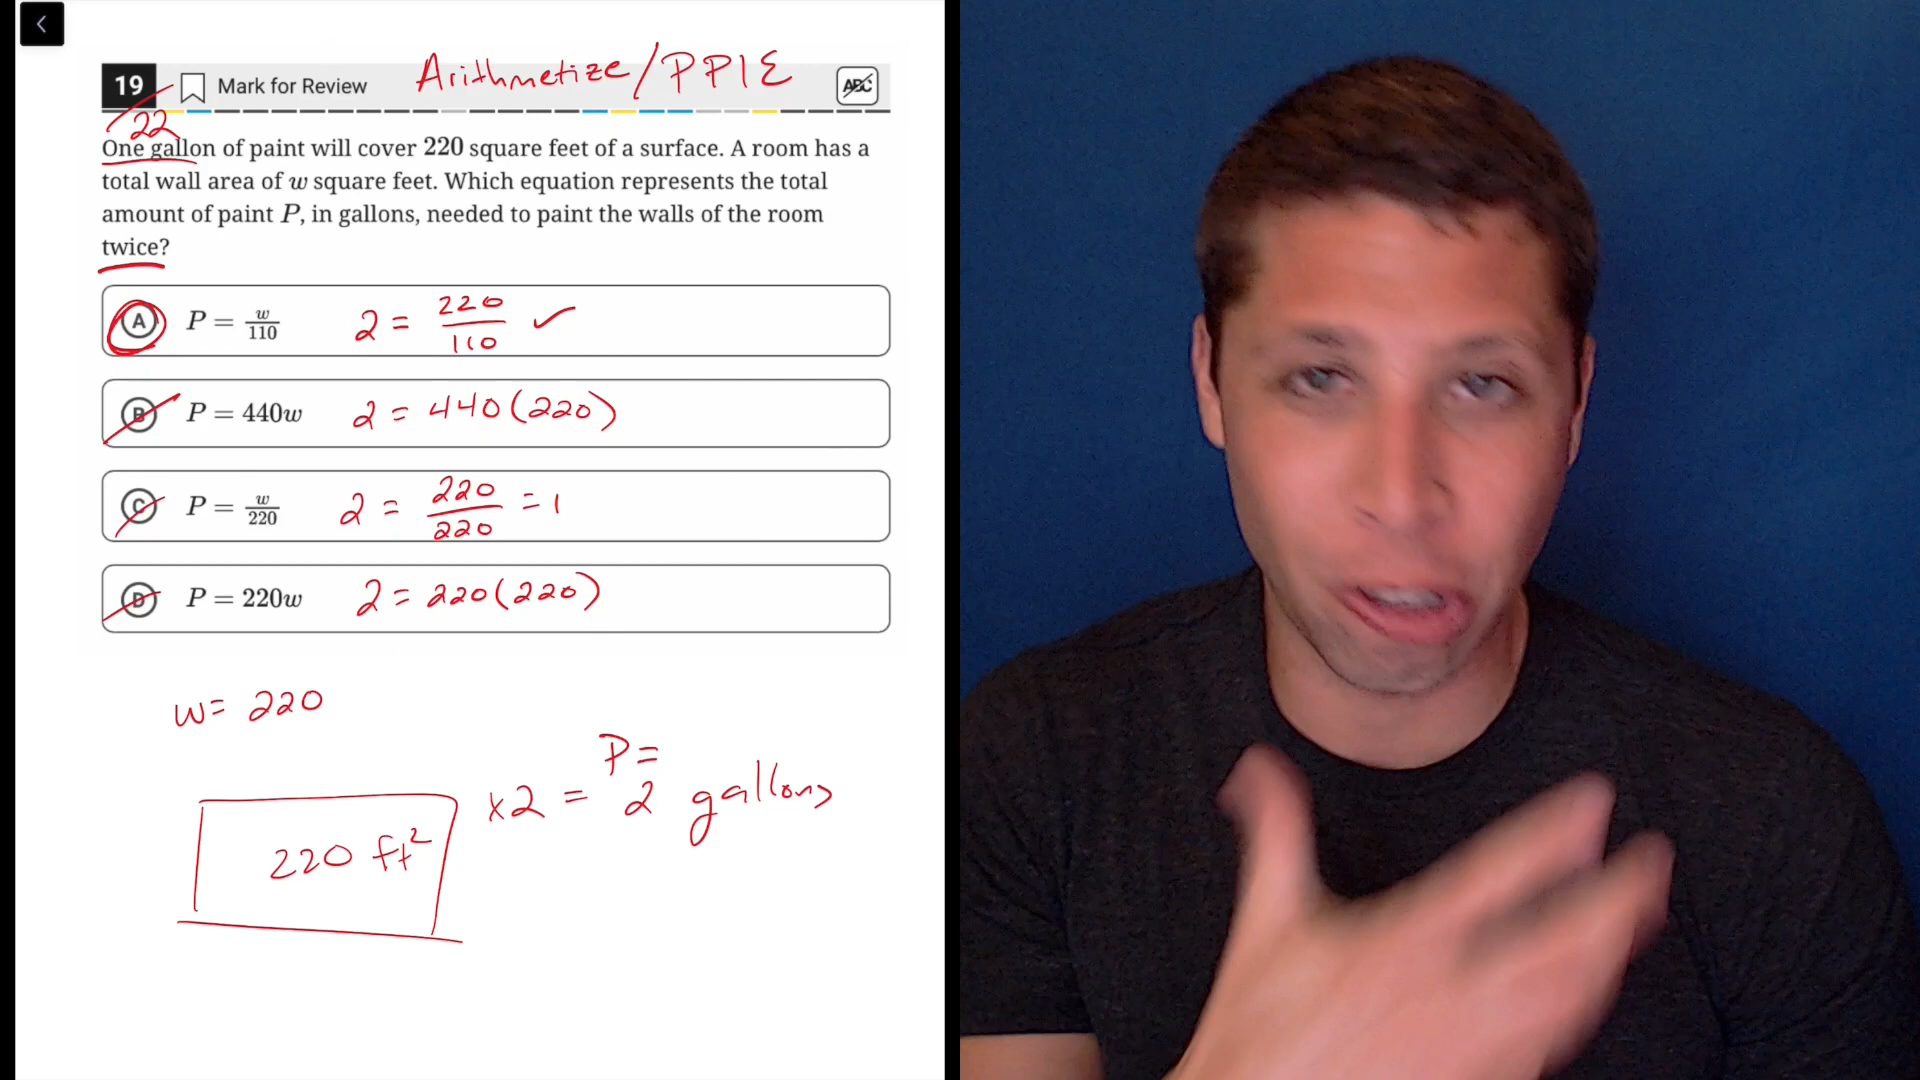 19 Mark for Review Arithmetize/PPIE ABC
22
One gallon of paint will cover 220 square feet of a surface. A room has a
total wall area of w square feet. Which equation represents the total
amount of paint P, in gallons, needed to paint the walls of the room
twice?
A P = w/110 2 = 220/110 ✓
B P = 440w 2 = 440(220)
C P = w/220 2 = 220/220 = 1
D P = 220w 2 = 220(220)
w = 220
P =
x2 = 2 gallons
220 ft²